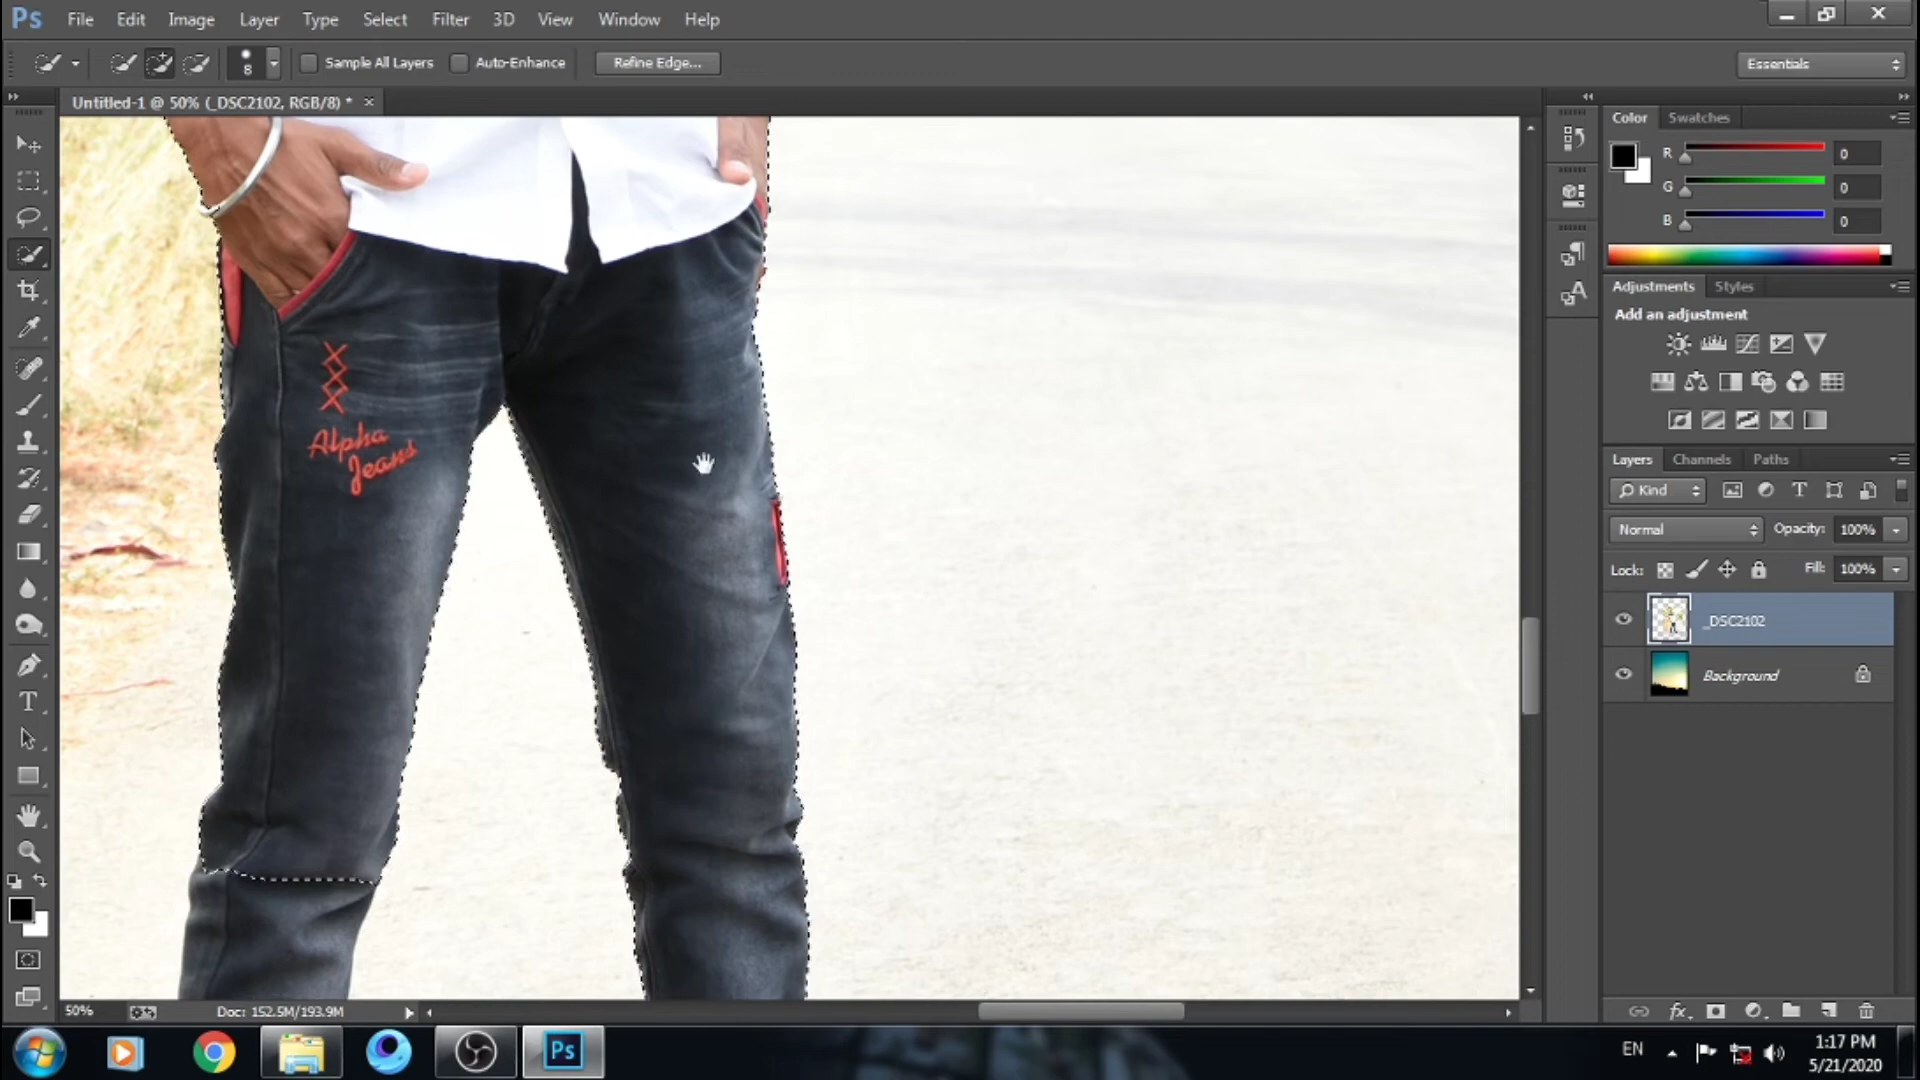 Ps File Edit Image Layer Type Select Filter 3D View Window Help
8 Sample All Layers Auto-Enhance Refine Edge... Essentials
Untitled-1 @ 50% (_DSC2102, RGB/8) * ×
Color Swatches
R 0
G 0
B 0
Adjustments Styles
Add an adjustment
Alpha
Jeans
Layers Channels Paths
Kind
Normal Opacity: 100%
Lock: Fill: 100%
_DSC2102
Background
50% Doc: 152.5M/193.9M
Ps EN 1:17 PM
5/21/2020